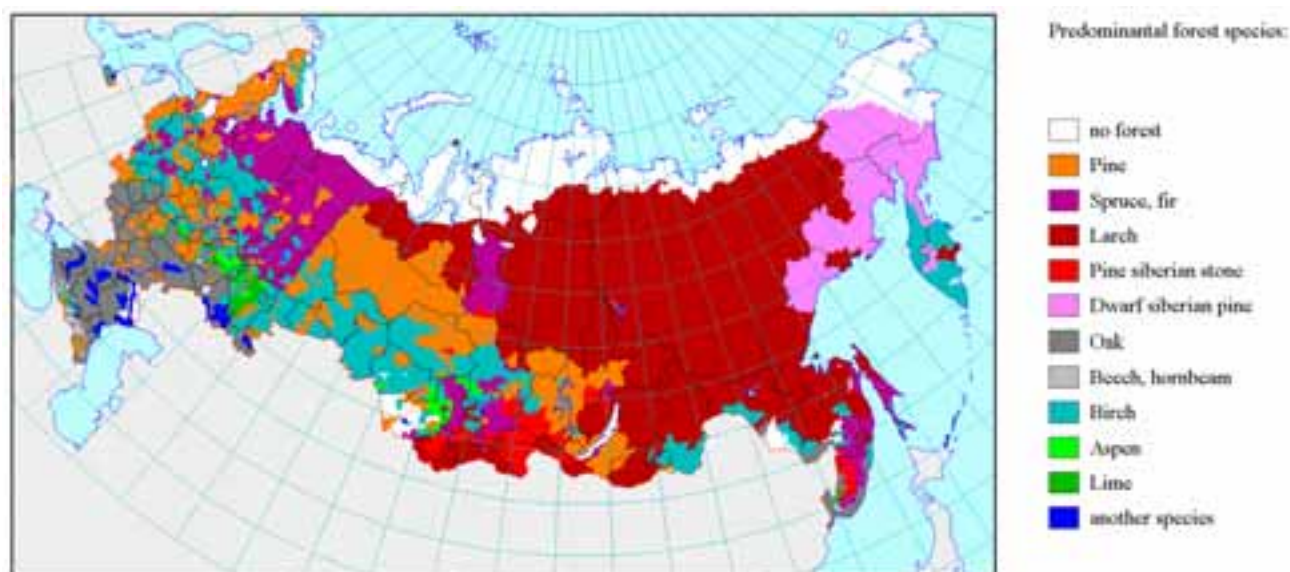 Predominantal forest species:
no forest
Pine
Spruce, fir
Larch
Pine siberian stone
Dwarf siberian pine
Oak
Beech, hornbeam
Birch
Aspen
Lime
another species